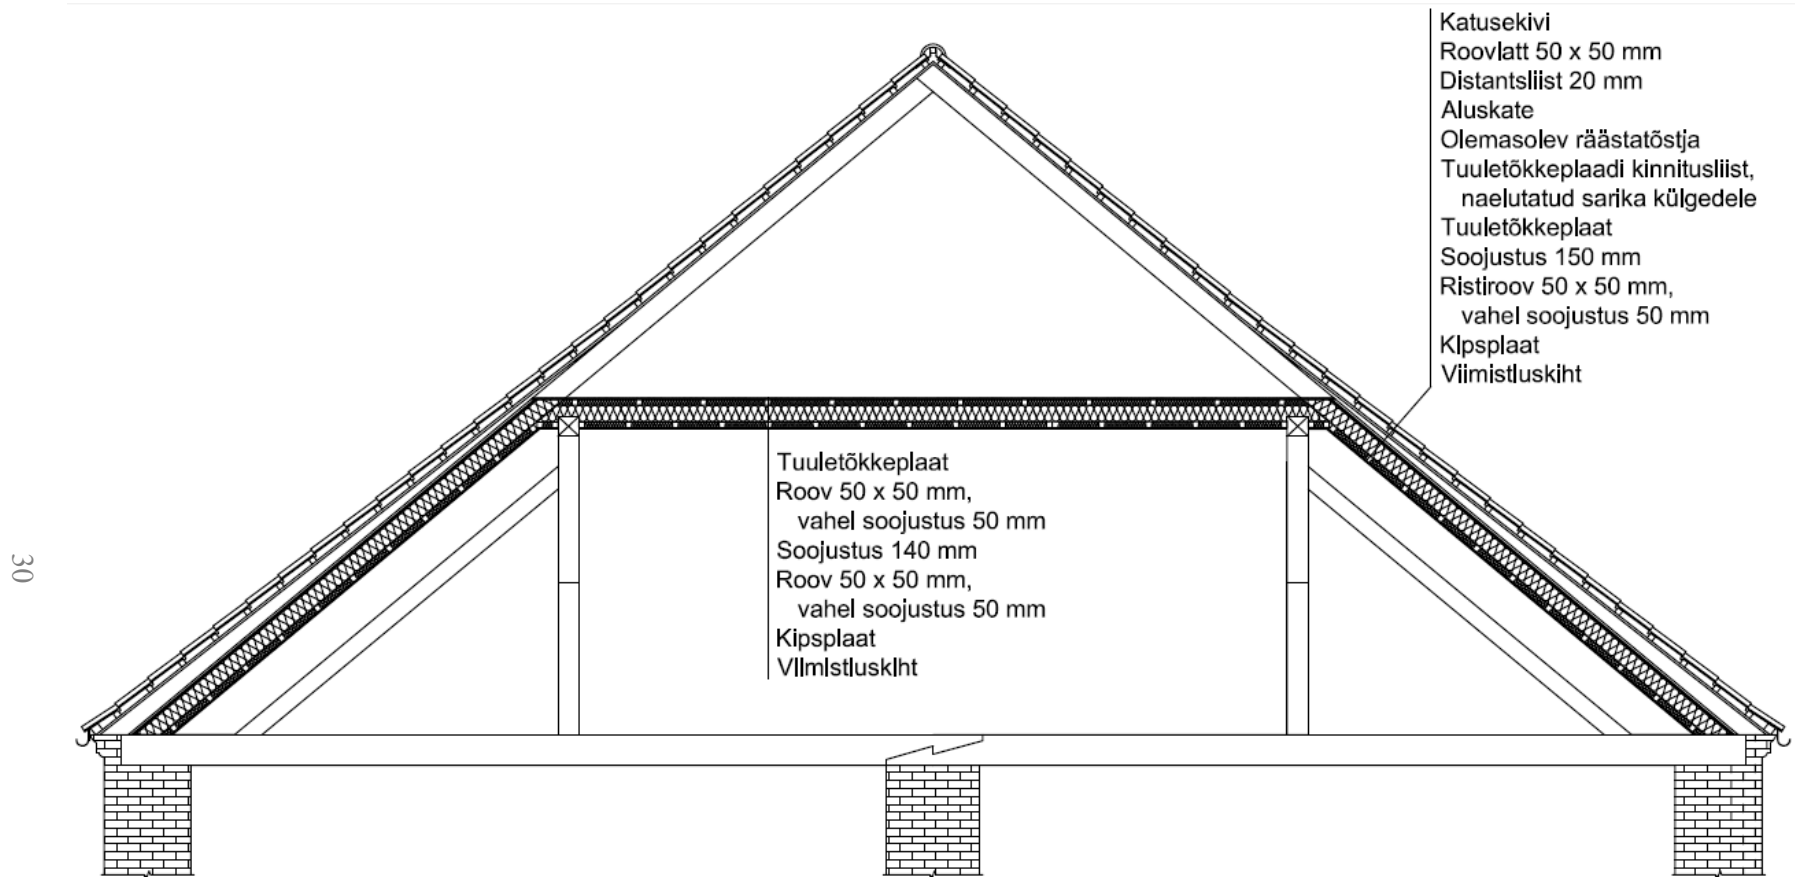 Katusekivi
Roovlatt 50 x 50 mm
Distantsliist 20 mm
Aluskate
Olemasolev räästatõstja
Tuuletõkkeplaadi kinnitusliist,
naelutatud sarika külgedele
Tuuletõkkeplaat
Soojustus 150 mm
Ristiroov 50 x 50 mm,
vahel soojustus 50 mm
Kipsplaat
Viimistluskiht
Tuuletõkkeplaat
Roov 50 x 50 mm,
vahel soojustus 50 mm
Soojustus 140 mm
Roov 50 x 50 mm,
vahel soojustus 50 mm
Kipsplaat
Viimistluskiht
30